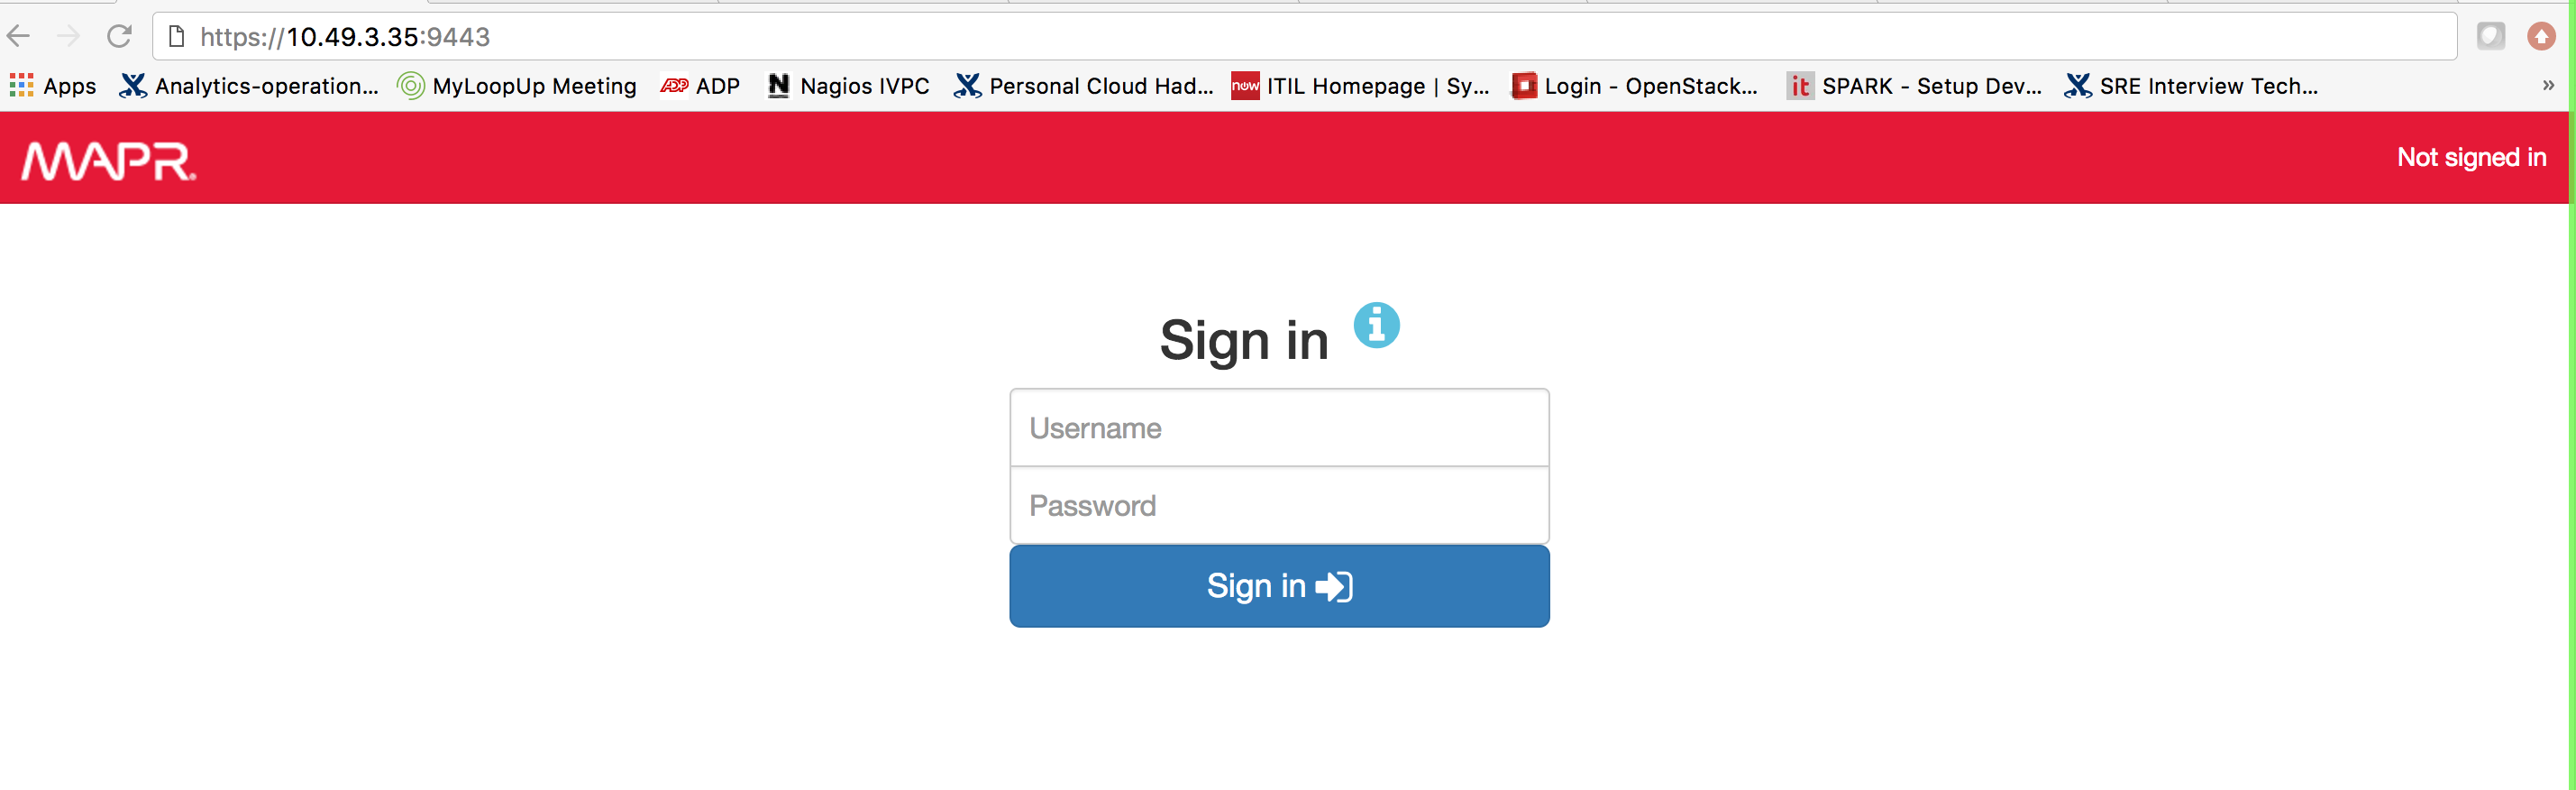 https://10.49.3.35:9443
Apps Analytics-operation... MyLoopUp Meeting ADP ADP N Nagios IVPC Personal Cloud Had... now ITIL Homepage | Sy... Login - OpenStack... it SPARK - Setup Dev... SRE Interview Tech... »
MAPR® Not signed in
Sign in i
Username
Password
Sign in